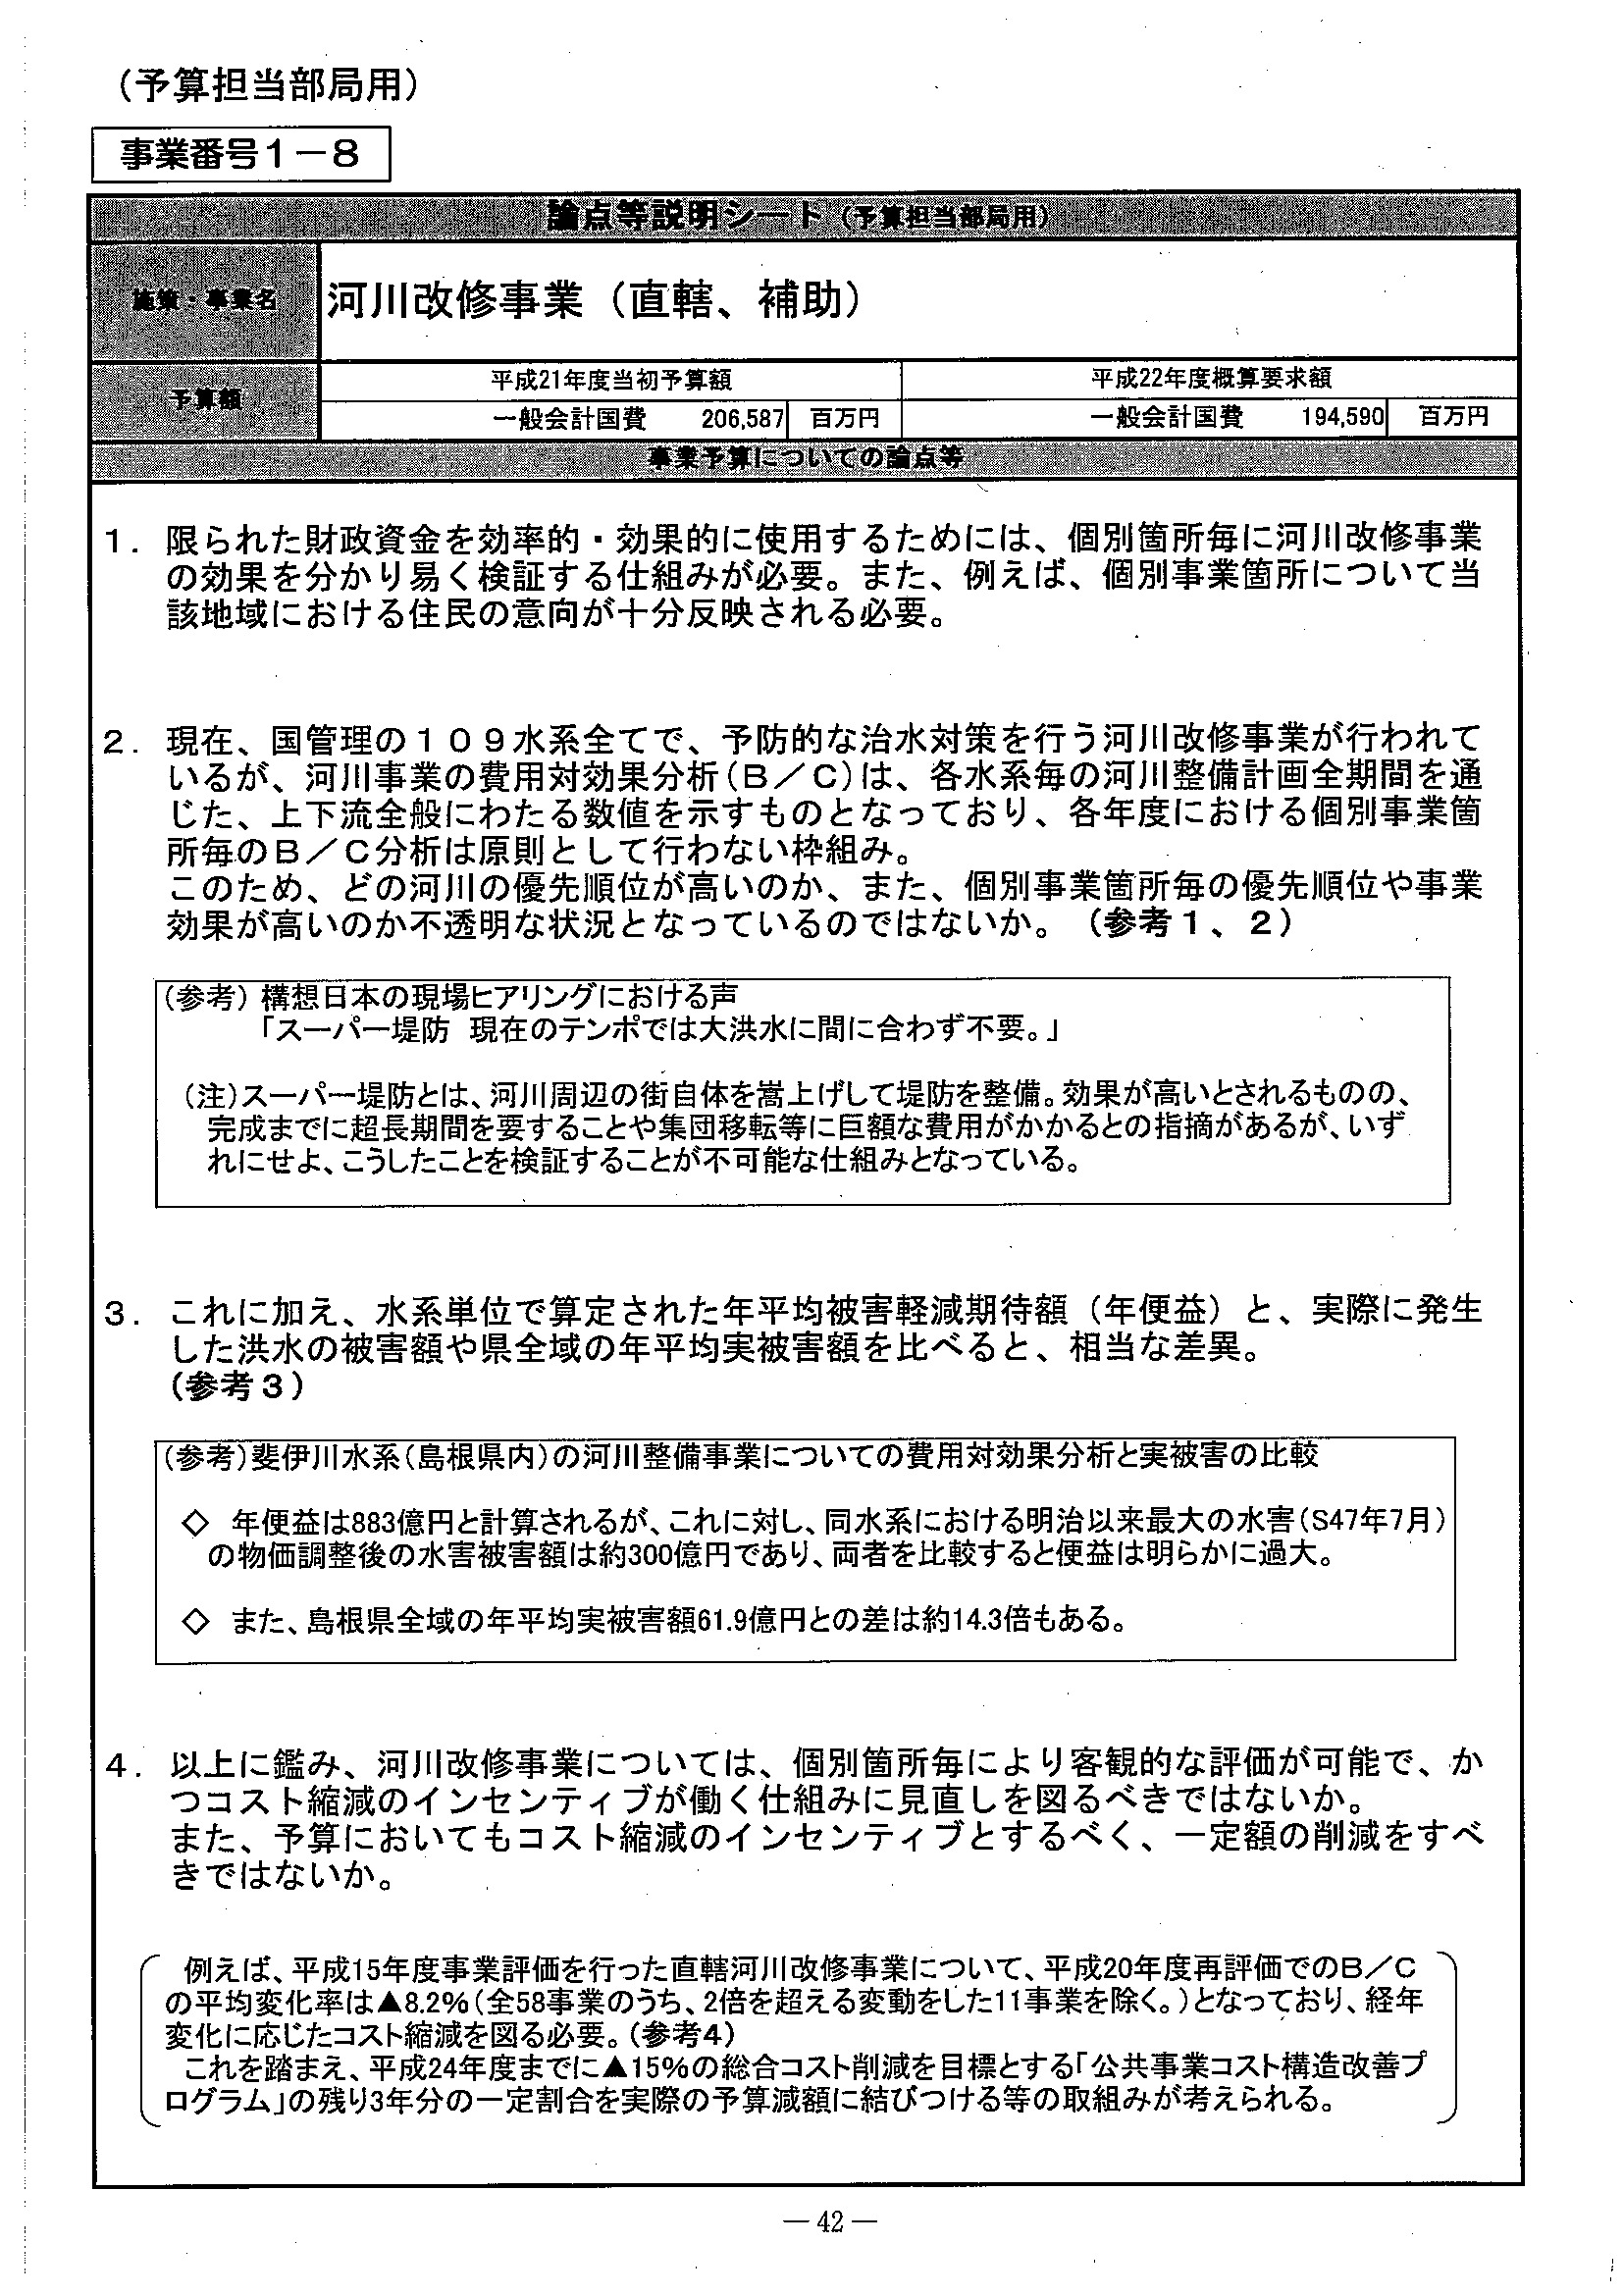 （予算担当部局用）
事業番号１－８
論点等説明シート（予算担当部局用）
施策・事業名
河川改修事業（直轄、補助）
予算額
平成21年度当初予算額
平成22年度概算要求額
一般会計国費 206,587 百万円
一般会計国費 194,590 百万円
事業予算についての論点等
１．限られた財政資金を効率的・効果的に使用するためには、個別箇所毎に河川改修事業
の効果を分かり易く検証する仕組みが必要。また、例えば、個別事業箇所について当
該地域における住民の意向が十分反映される必要。
２．現在、国管理の１０９水系全てで、予防的な治水対策を行う河川改修事業が行われて
いるが、河川事業の費用対効果分析（Ｂ／Ｃ）は、各水系毎の河川整備計画全期間を通
じた、上下流全般にわたる数値を示すものとなっており、各年度における個別事業箇
所毎のＢ／Ｃ分析は原則として行わない枠組み。
このため、どの河川の優先順位が高いのか、また、個別事業箇所毎の優先順位や事業
効果が高いのか不透明な状況となっているのではないか。（参考１、２）
（参考）構想日本の現場ヒアリングにおける声
「スーパー堤防 現在のテンポでは大洪水に間に合わず不要。」
（注）スーパー堤防とは、河川周辺の街自体を嵩上げして堤防を整備。効果が高いとされるものの、
完成までに超長期間を要することや集団移転等に巨額な費用がかかるとの指摘があるが、いず
れにせよ、こうしたことを検証することが不可能な仕組みとなっている。
３．これに加え、水系単位で算定された年平均被害軽減期待額（年便益）と、実際に発生
した洪水の被害額や県全域の年平均実被害額を比べると、相当な差異。
（参考３）
（参考）斐伊川水系（島根県内）の河川整備事業についての費用対効果分析と実被害の比較
◇ 年便益は883億円と計算されるが、これに対し、同水系における明治以来最大の水害（S47年7月）
の物価調整後の水害被害額は約300億円であり、両者を比較すると便益は明らかに過大。
◇ また、島根県全域の年平均実被害額61.9億円との差は約14.3倍もある。
４．以上に鑑み、河川改修事業については、個別箇所毎により客観的な評価が可能で、か
つコスト縮減のインセンティブが働く仕組みに見直しを図るべきではないか。
また、予算においてもコスト縮減のインセンティブとするべく、一定額の削減をすべ
きではないか。
例えば、平成15年度事業評価を行った直轄河川改修事業について、平成20年度再評価でのＢ／Ｃ
の平均変化率は▲8.2％（全58事業のうち、2倍を超える変動をした11事業を除く。）となっており、経年
変化に応じたコスト縮減を図る必要。（参考4）
これを踏まえ、平成24年度までに▲15％の総合コスト削減を目標とする「公共事業コスト構造改善プ
ログラム」の残り3年分の一定割合を実際の予算減額に結びつける等の取組みが考えられる。
― 42 ―